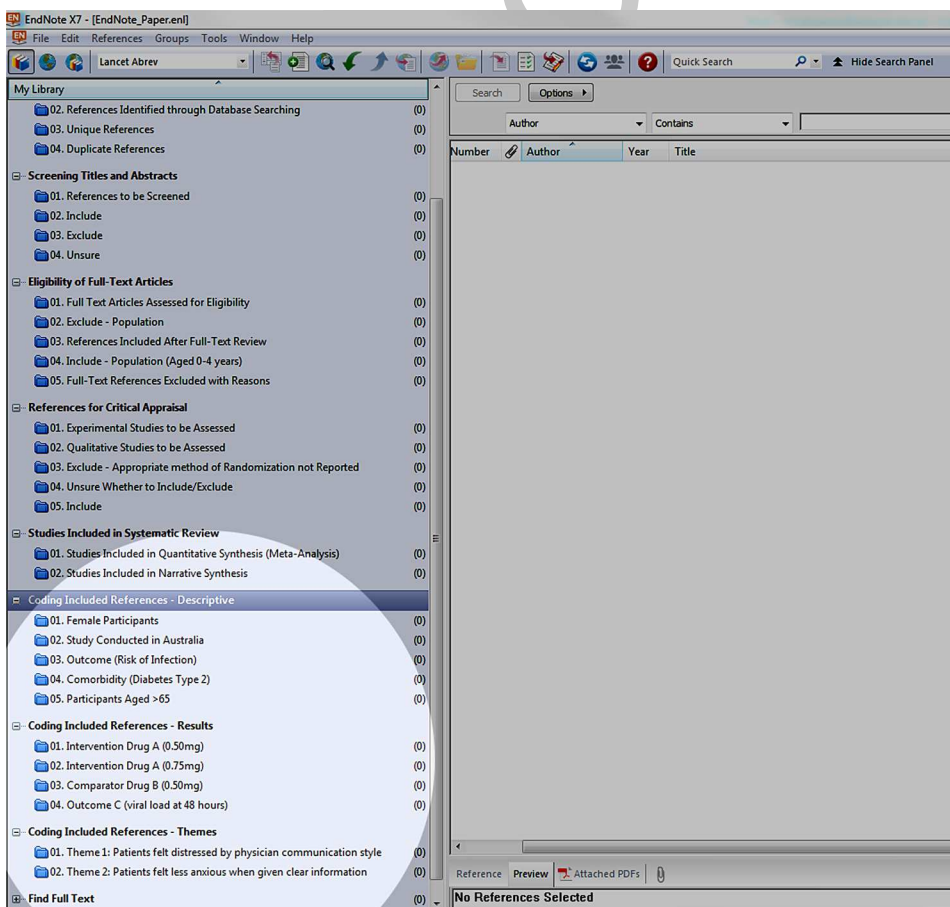 EndNote X7 - [EndNote_Paper.enl]
File Edit References Groups Tools Window Help
Lancet Abrev
Quick Search
Hide Search Panel
My Library
Search Options
Author Contains
Number Author Year Title
02. References Identified through Database Searching (0)
03. Unique References (0)
04. Duplicate References (0)
Screening Titles and Abstracts
01. References to be Screened (0)
02. Include (0)
03. Exclude (0)
04. Unsure (0)
Eligibility of Full-Text Articles
01. Full Text Articles Assessed for Eligibility (0)
02. Exclude - Population (0)
03. References Included After Full-Text Review (0)
04. Include - Population (Aged 0-4 years) (0)
05. Full-Text References Excluded with Reasons (0)
References for Critical Appraisal
01. Experimental Studies to be Assessed (0)
02. Qualitative Studies to be Assessed (0)
03. Exclude - Appropriate method of Randomization not Reported (0)
04. Unsure Whether to Include/Exclude (0)
05. Include (0)
Studies Included in Systematic Review
01. Studies Included in Quantitative Synthesis (Meta-Analysis) (0)
02. Studies Included in Narrative Synthesis (0)
Coding Included References - Descriptive
01. Female Participants (0)
02. Study Conducted in Australia (0)
03. Outcome (Risk of Infection) (0)
04. Comorbidity (Diabetes Type 2) (0)
05. Participants Aged >65 (0)
Coding Included References - Results
01. Intervention Drug A (0.50mg) (0)
02. Intervention Drug A (0.75mg) (0)
03. Comparator Drug B (0.50mg) (0)
04. Outcome C (viral load at 48 hours) (0)
Coding Included References - Themes
01. Theme 1: Patients felt distressed by physician communication style (0)
02. Theme 2: Patients felt less anxious when given clear information (0)
Find Full Text (0)
Reference Preview Attached PDFs
No References Selected